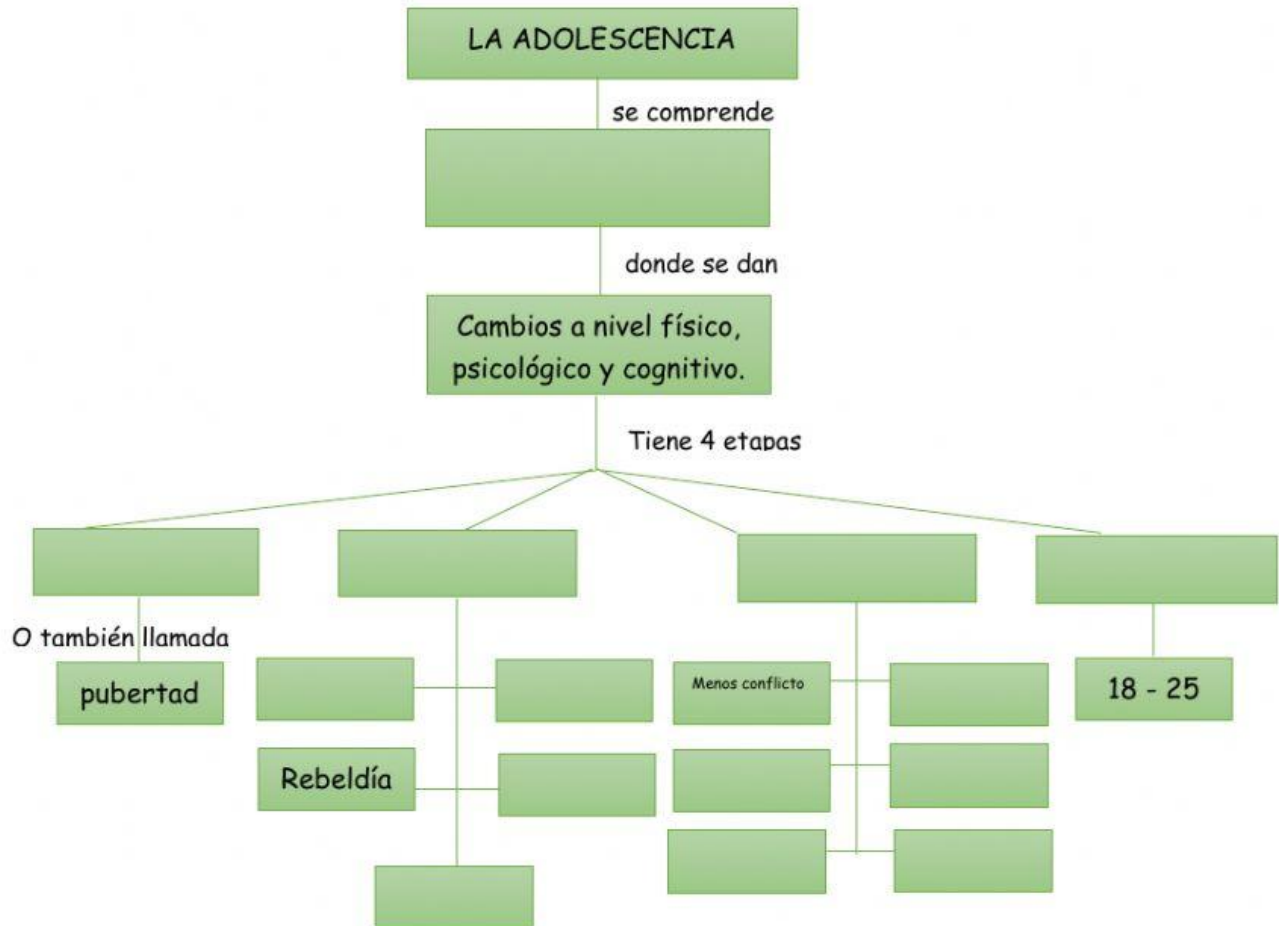 LA ADOLESCENCIA
se comprende
donde se dan
Cambios a nivel físico,
psicológico y cognitivo.
Tiene 4 etapas
O también llamada
pubertad
Menos conflicto
18 - 25
Rebeldía